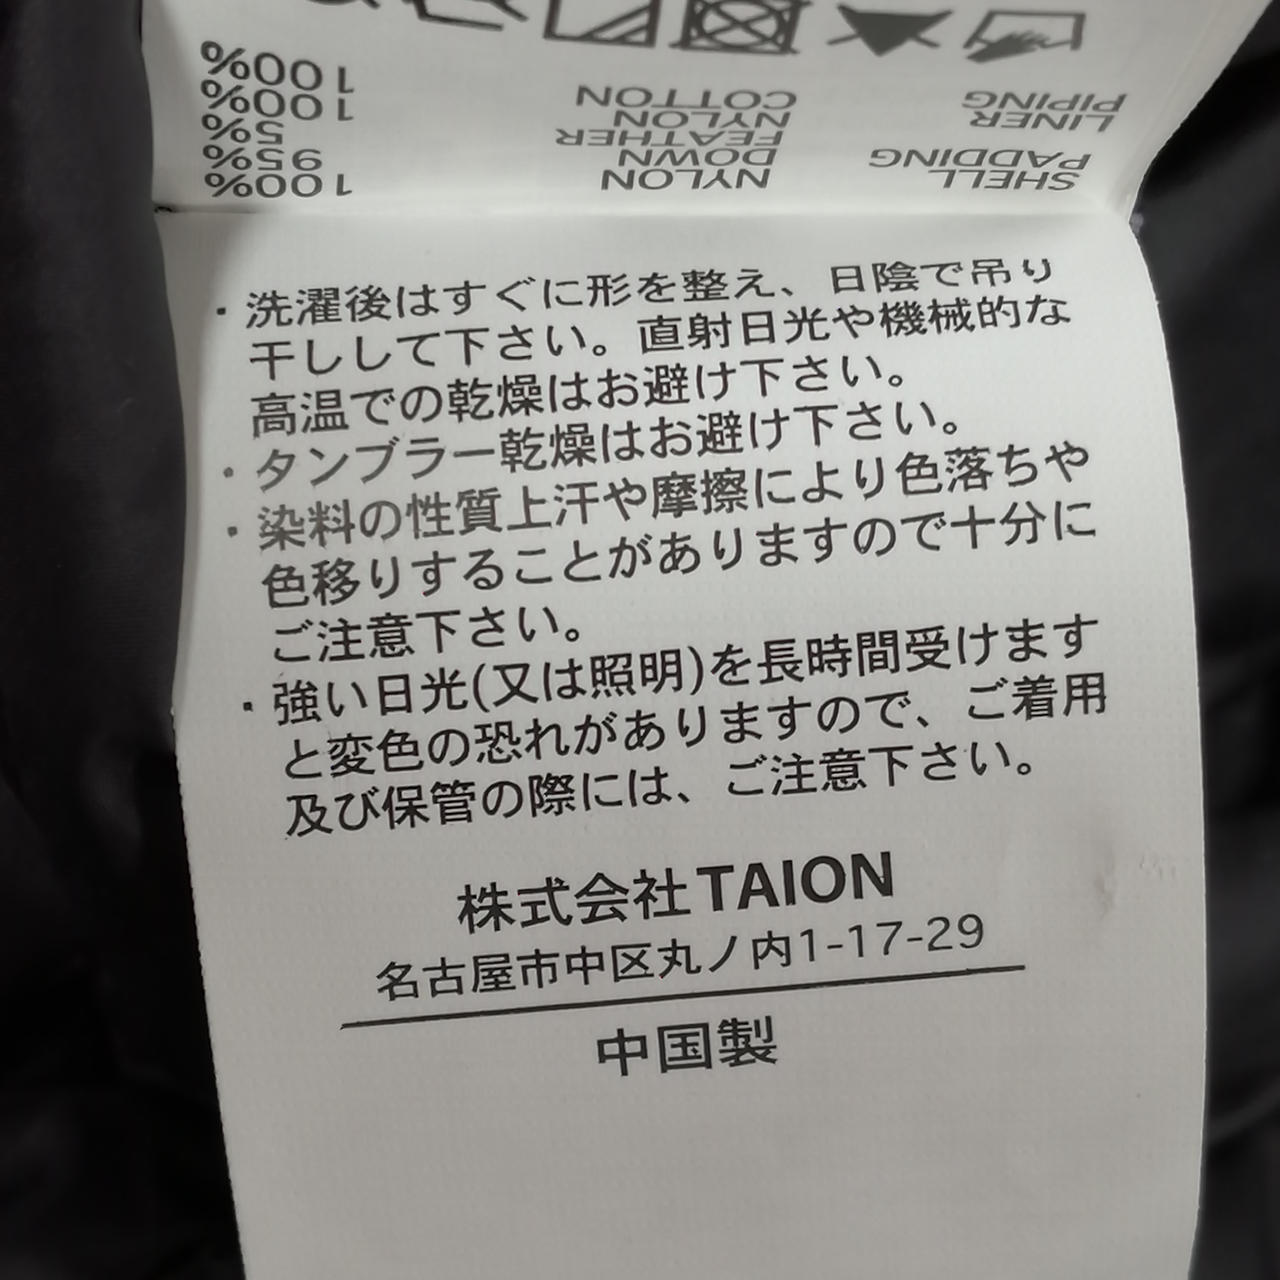 SHELL NYLON 100%
PADDING DOWN 95%
FEATHER 5%
LINER NYLON 100%
PIPING COTTON 100%
・洗濯後はすぐに形を整え、日陰で吊り
干しして下さい。直射日光や機械的な
高温での乾燥はお避け下さい。
・タンブラー乾燥はお避け下さい。
・染料の性質上汗や摩擦により色落ちや
色移りすることがありますので十分に
ご注意下さい。
・強い日光(又は照明)を長時間受けます
と変色の恐れがありますので、ご着用
及び保管の際には、ご注意下さい。
株式会社TAION
名古屋市中区丸ノ内1-17-29
中国製